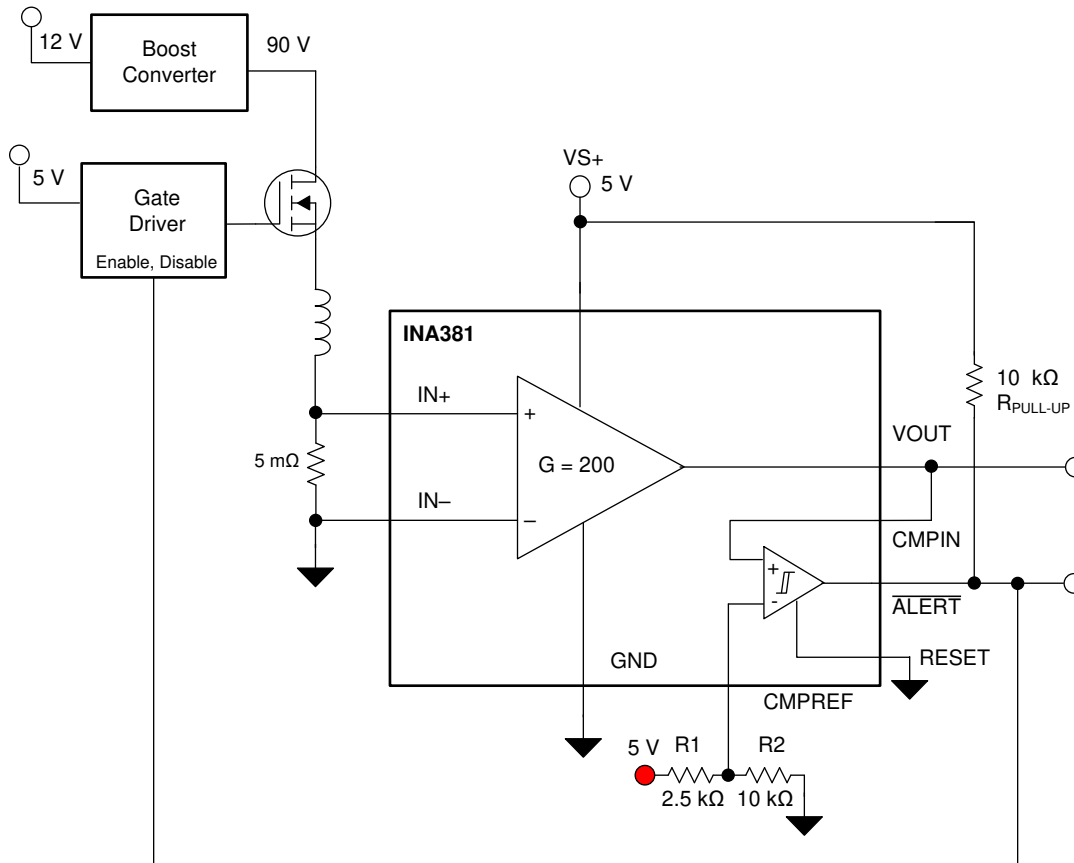 12 V
Boost
Converter
90 V
5 V
Gate
Driver
Enable, Disable
VS+
5 V
INA381
IN+
5 mΩ
IN–
+
G = 200
–
10 kΩ
R_PULL-UP
VOUT
CMPIN
+
-
ALERT
RESET
GND
CMPREF
5 V
R1
R2
2.5 kΩ
10 kΩ